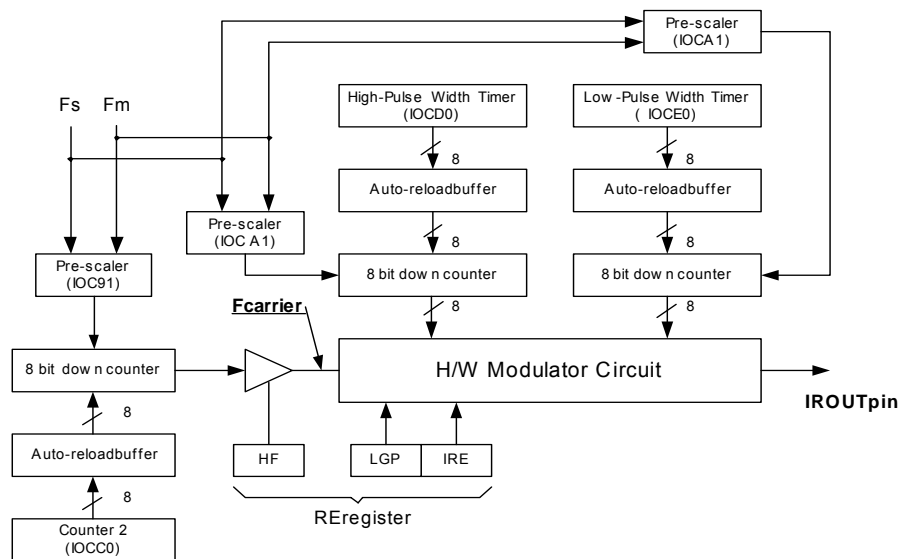 Pre-scaler
(IOCA1)
Fs Fm
High-Pulse Width Timer
(IOCD0)
Low-Pulse Width Timer
( IOCE0)
8
8
Auto-reloadbuffer
Auto-reloadbuffer
Pre-scaler
(IOC A1)
8
8
Pre-scaler
(IOC91)
8 bit dow n counter
8 bit dow n counter
Fcarrier
8
8
8 bit dow n counter
H/W Modulator Circuit
IROUTpin
8
Auto-reloadbuffer
HF
LGP
IRE
8
REregister
Counter 2
(IOCC0)